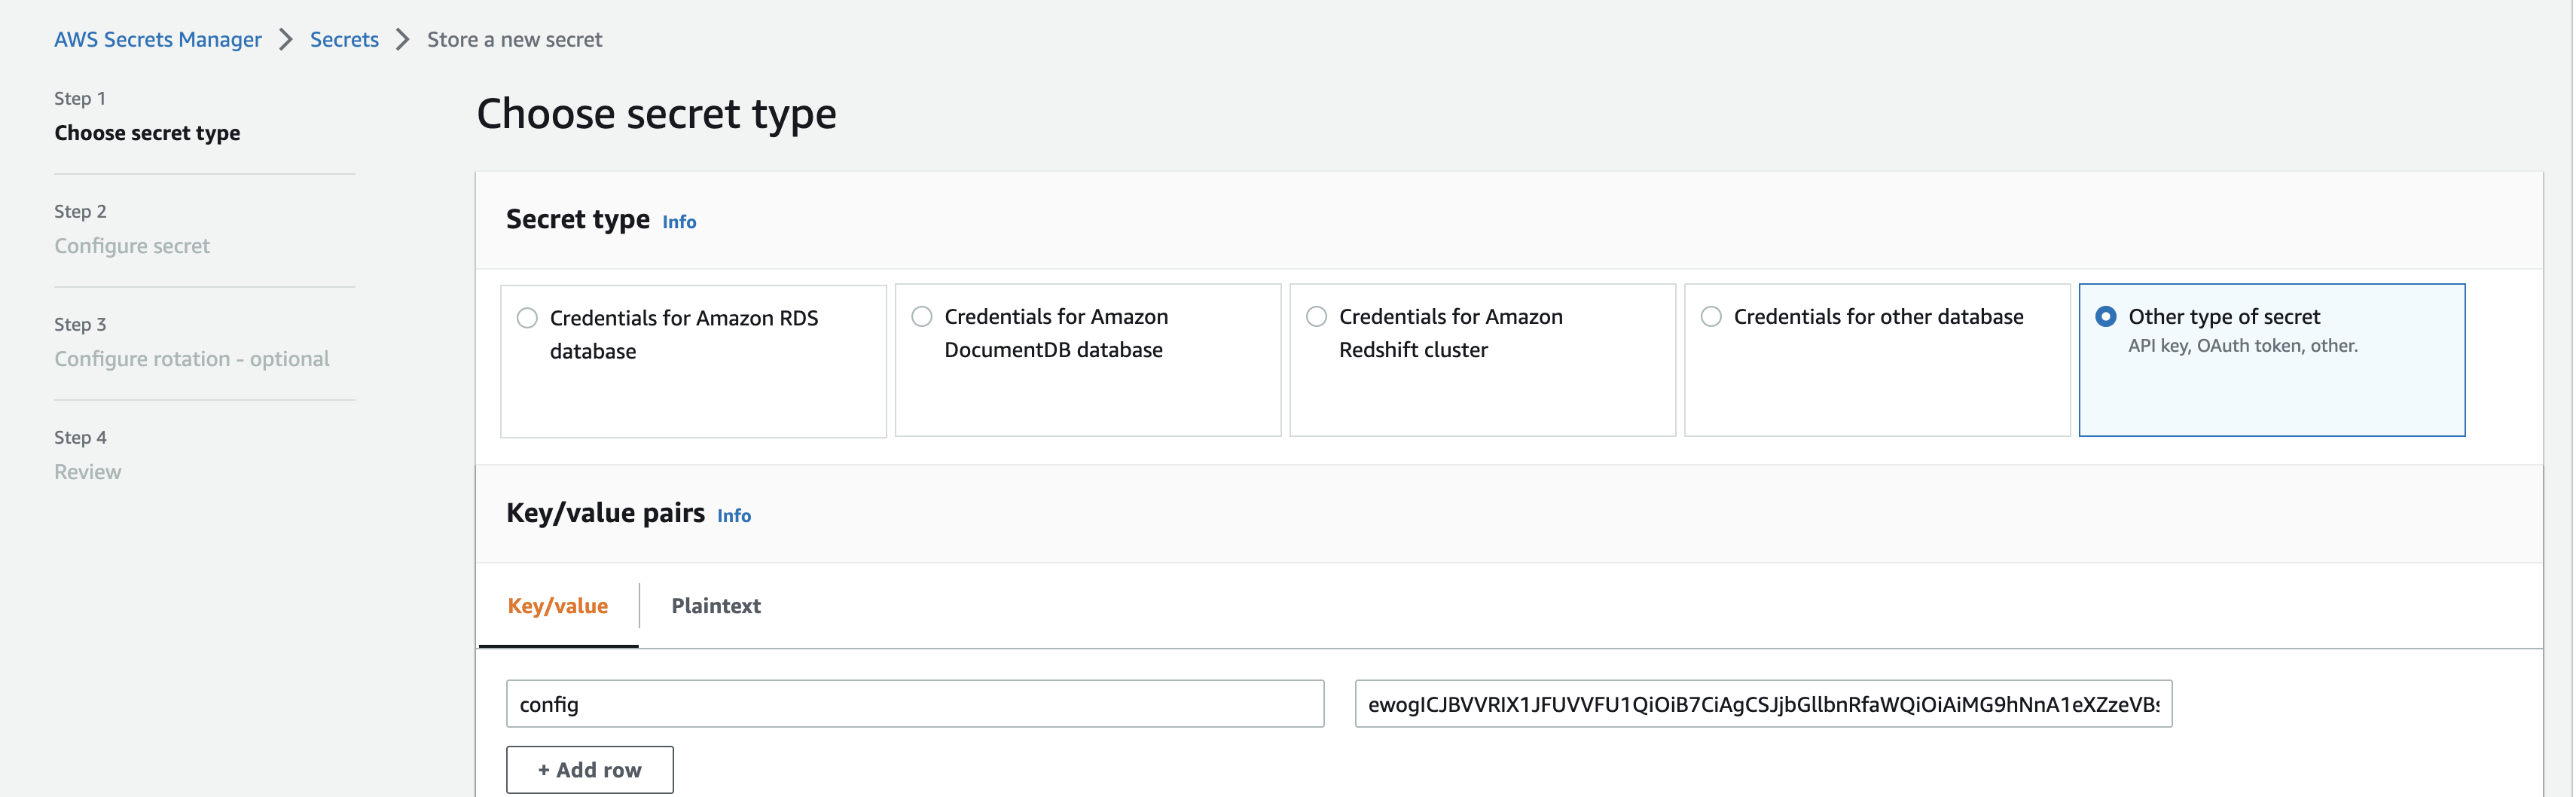 AWS Secrets Manager > Secrets > Store a new secret
Step 1
Choose secret type
Step 2
Configure secret
Step 3
Configure rotation - optional
Step 4
Review
Choose secret type
Secret type Info
Credentials for Amazon RDS
database
Credentials for Amazon
DocumentDB database
Credentials for Amazon
Redshift cluster
Credentials for other database
Other type of secret
API key, OAuth token, other.
Key/value pairs Info
Key/value
Plaintext
config
ewogICJBVVRIX1JFUVVFU1QiOiB7CiAgCSJjbGllbnRfaWQiOiAiMG9hNnA1eXZzeVBs
+ Add row